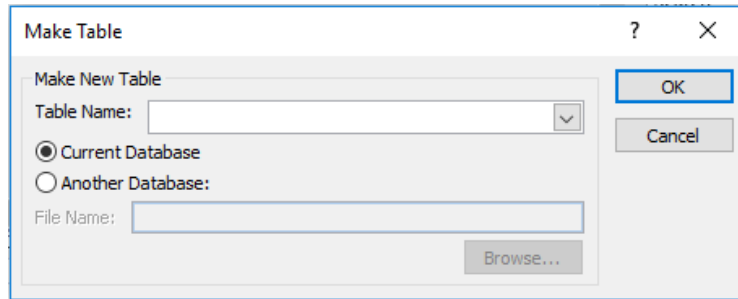 Make Table
?
Make New Table
OK
Table Name:
Cancel
Current Database
Another Database:
File Name:
Browse...